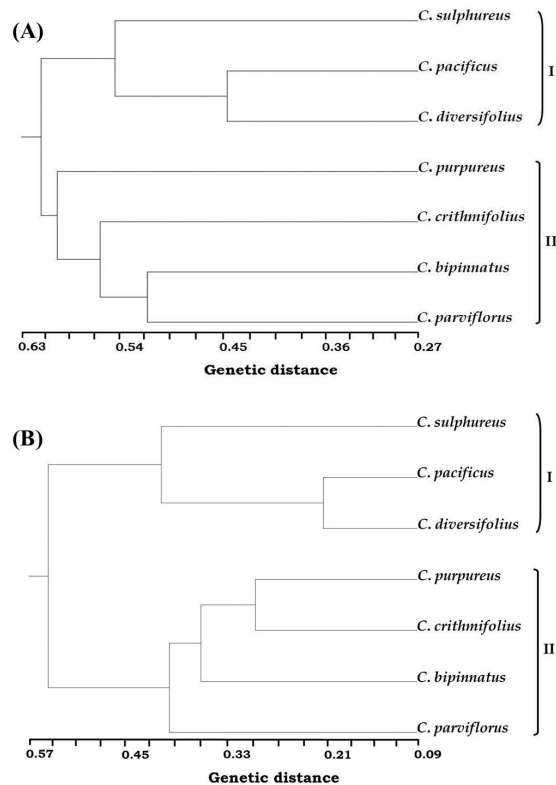 (A)
C. sulphureus
C. pacificus
I
C. diversifolius
C. purpureus
C. crithmifolius
II
C. bipinnatus
C. parviflorus
0.63 0.54 0.45 0.36 0.27
Genetic distance
(B)
C. sulphureus
C. pacificus
I
C. diversifolius
C. purpureus
C. crithmifolius
II
C. bipinnatus
C. parviflorus
0.57 0.45 0.33 0.21 0.09
Genetic distance